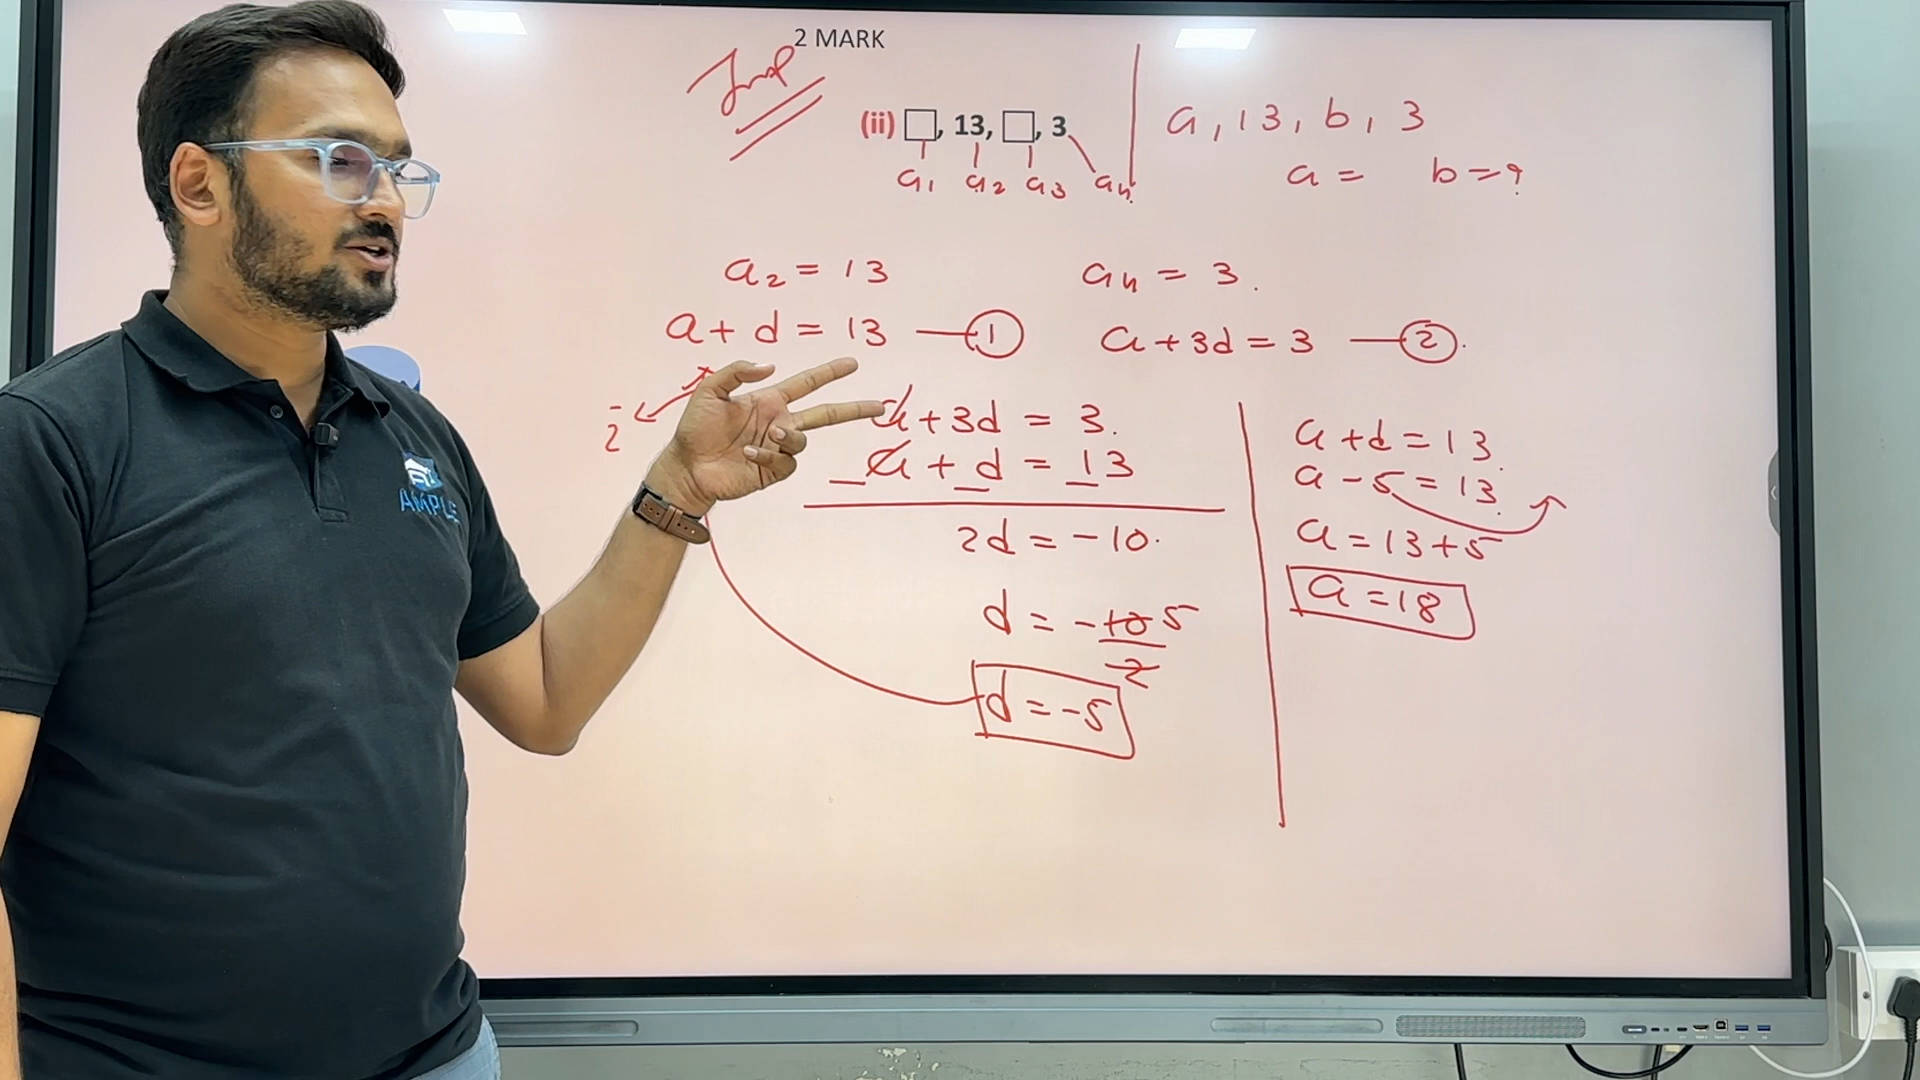 2 MARK
Imp
(ii) □, 13, □, 3
a₁ a₂ a₃ a₄
a, 13, b, 3
a = b = ?
a₂ = 13
a + d = 13 — 1
a₄ = 3.
a + 3d = 3 — 2.
a + 3d = 3.
a + d = 13
_ _ _
2d = -10.
d = -10 5
2
d = -5
a + d = 13.
a - 5 = 13.
a = 13 + 5
a = 18
AMPLE